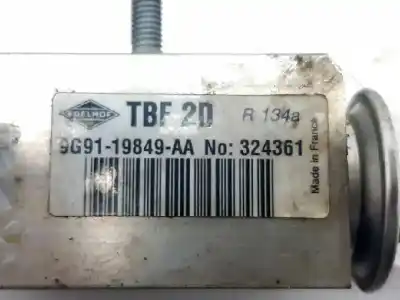 EGELHOF
TBF 2D R 134a
9G91-19849-AA No: 324361
Made in France